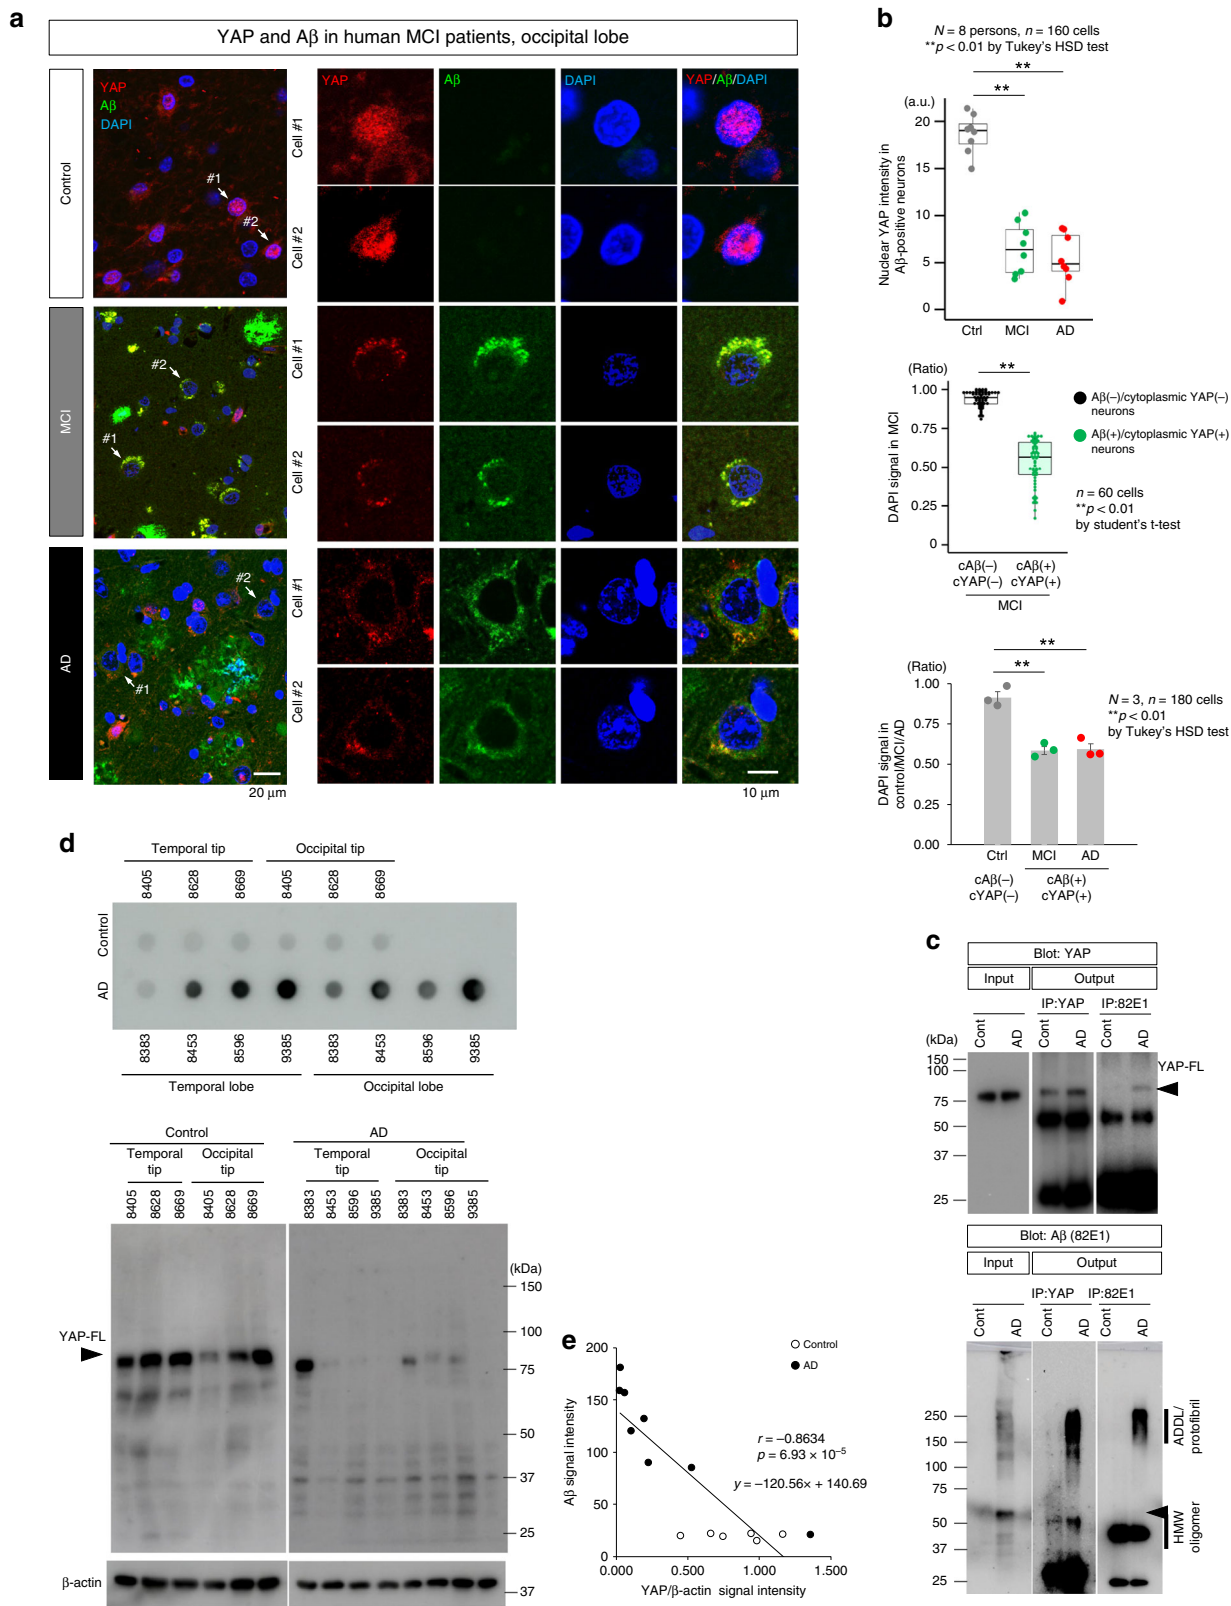 a
YAP and Aβ in human MCI patients, occipital lobe
YAP
Aβ
DAPI
YAP
Aβ
DAPI
YAP/Aβ/DAPI
Control
#1
#2
Cell #1
Cell #2
MCI
#2
#1
Cell #1
Cell #2
AD
#2
#1
Cell #1
Cell #2
20 μm
10 μm
b
N = 8 persons, n = 160 cells
**p < 0.01 by Tukey's HSD test
**
**
(a.u.)
Nuclear YAP intensity in
Aβ-positive neurons
20
15
10
5
0
Ctrl MCI AD
(Ratio)
**
DAPI signal in MCI
1.00
0.75
0.50
0.25
0
Aβ(−)/cytoplasmic YAP(−)
neurons
Aβ(+)/cytoplasmic YAP(+)
neurons
n = 60 cells
**p < 0.01
by student's t-test
cAβ(−) cAβ(+)
cYAP(−) cYAP(+)
MCI
(Ratio)
**
**
DAPI signal in
control/MCI/AD
1.00
0.75
0.50
0.25
0.00
N = 3, n = 180 cells
**p < 0.01
by Tukey's HSD test
Ctrl MCI AD
cAβ(−) cAβ(+)
cYAP(−) cYAP(+)
c
Blot: YAP
Input Output
IP:YAP IP:82E1
(kDa)
Cont AD Cont AD Cont AD
YAP-FL
150
100
75
50
37
25
Blot: Aβ (82E1)
Input Output
IP:YAP IP:82E1
Cont AD Cont AD Cont AD
250
150
100
75
50
37
25
ADDL/
protofibril
HMW
oligomer
d
Temporal tip Occipital tip
8405 8628 8669 8405 8628 8669
Control
AD
8383 8453 8596 9385 8383 8453 8596 9385
Temporal lobe Occipital lobe
Control AD
Temporal
tip
Occipital
tip
Temporal
tip
Occipital
tip
8405 8628 8669 8405 8628 8669 8383 8453 8596 9385 8383 8453 8596 9385
(kDa)
150
100
75
50
37
25
YAP-FL
β-actin
37
e
Control
AD
Aβ signal intensity
200
150
100
50
0
r = −0.8634
p = 6.93 × 10⁻⁵
y = −120.56× + 140.69
0.000 0.500 1.000 1.500
YAP/β-actin signal intensity